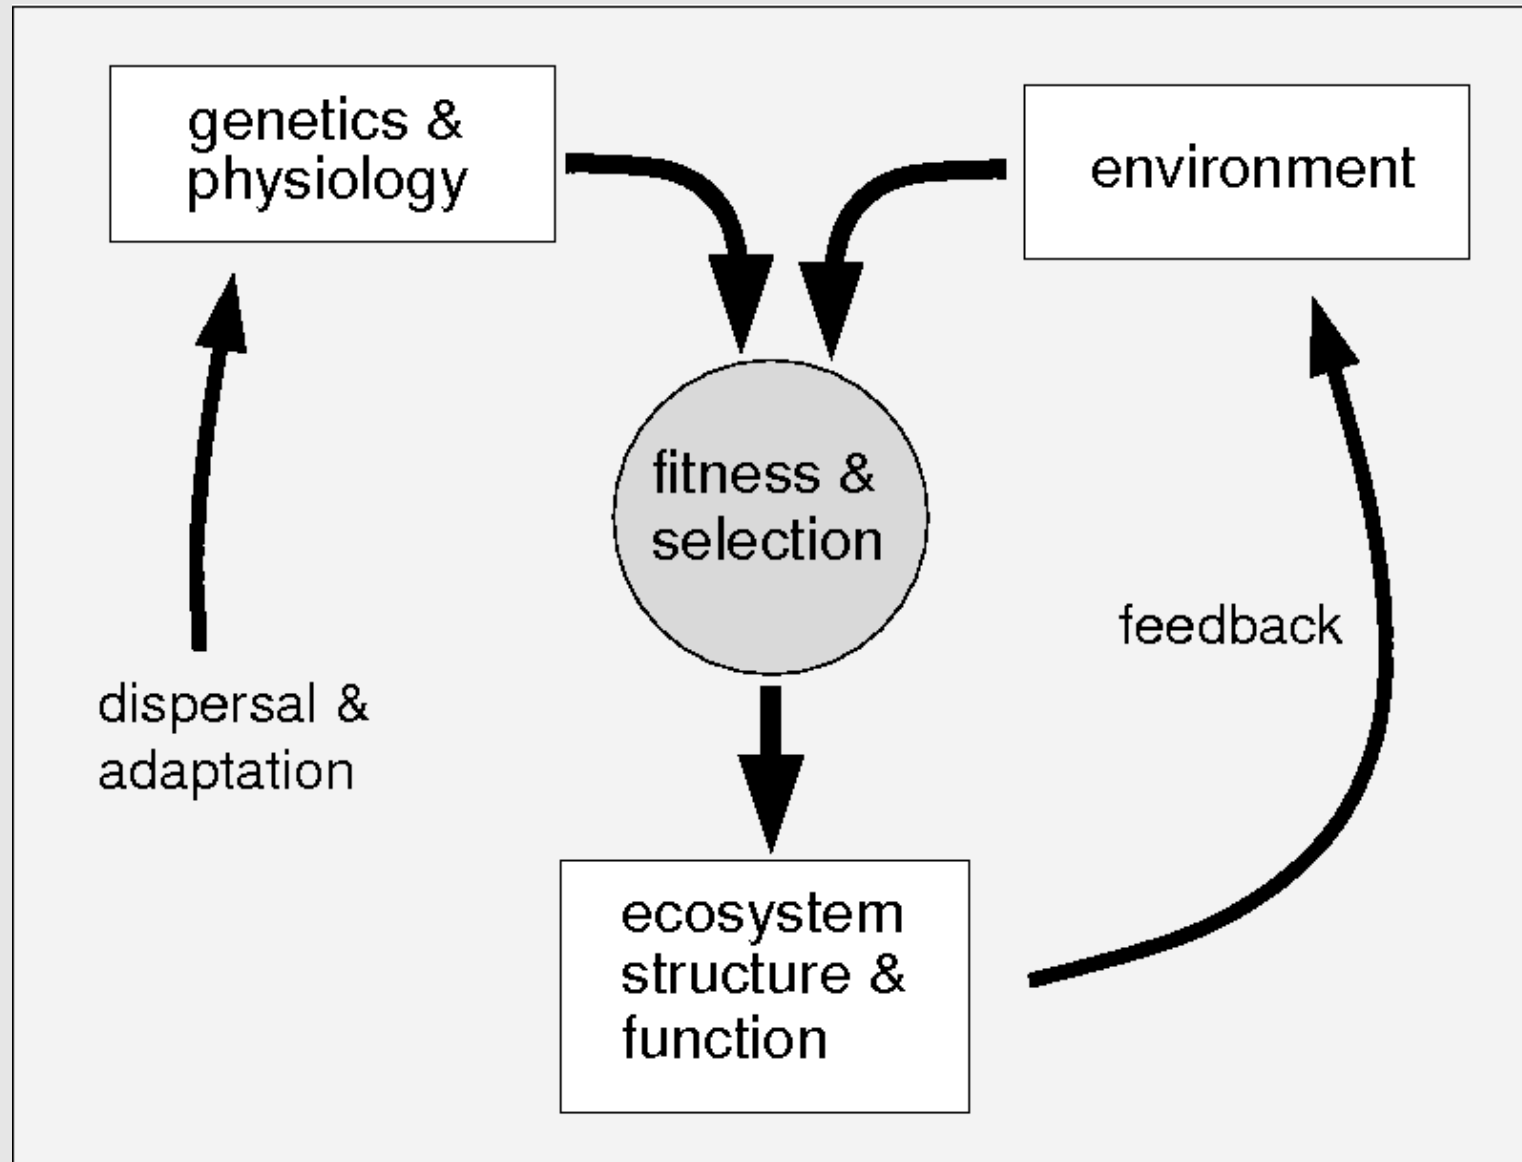 genetics &
physiology
environment
fitness &
selection
feedback
dispersal &
adaptation
ecosystem
structure &
function